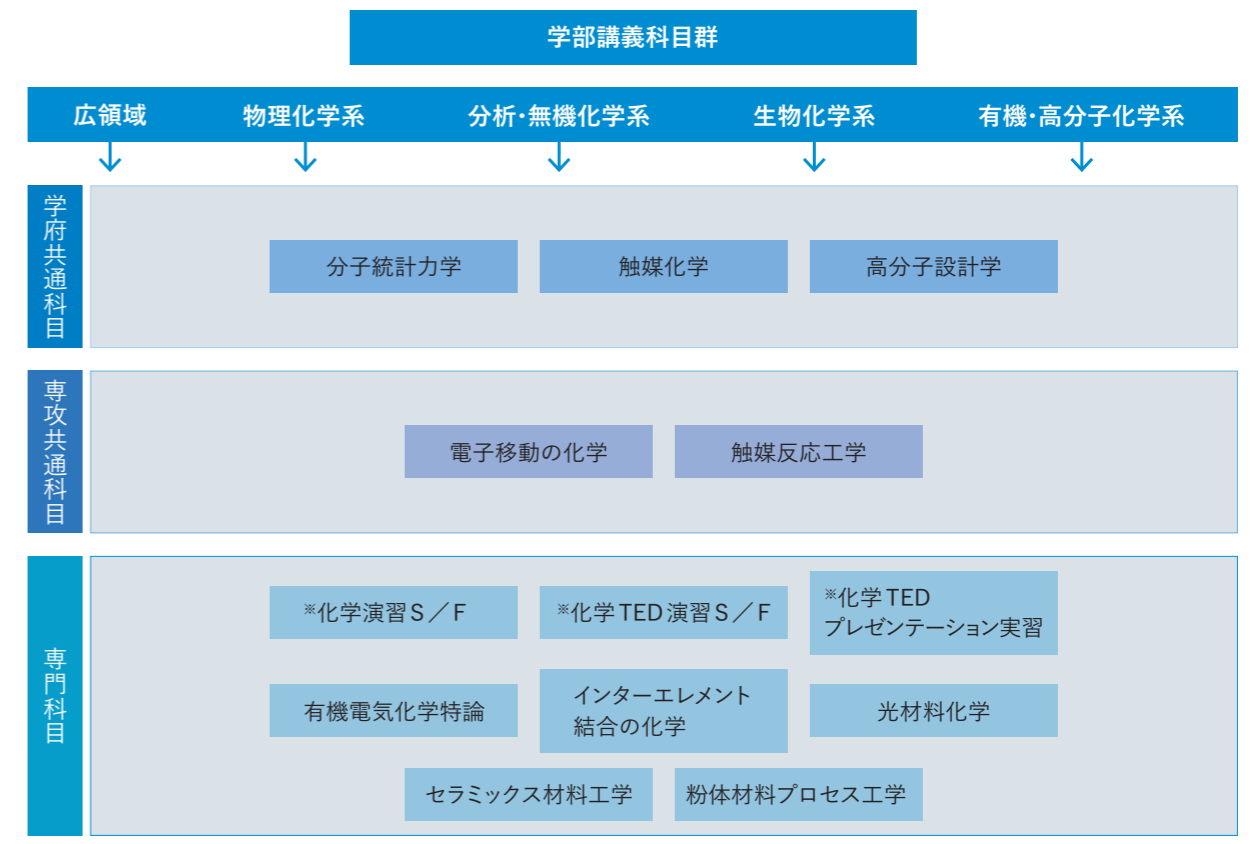 学部講義科目群
広領域
物理化学系
分析・無機化学系
生物化学系
有機・高分子化学系
学府共通科目
分子統計力学
触媒化学
高分子設計学
専攻共通科目
電子移動の化学
触媒反応工学
専門科目
※化学演習S／F
※化学TED演習S／F
※化学TED
プレゼンテーション実習
有機電気化学特論
インターエレメント
結合の化学
光材料化学
セラミックス材料工学
粉体材料プロセス工学